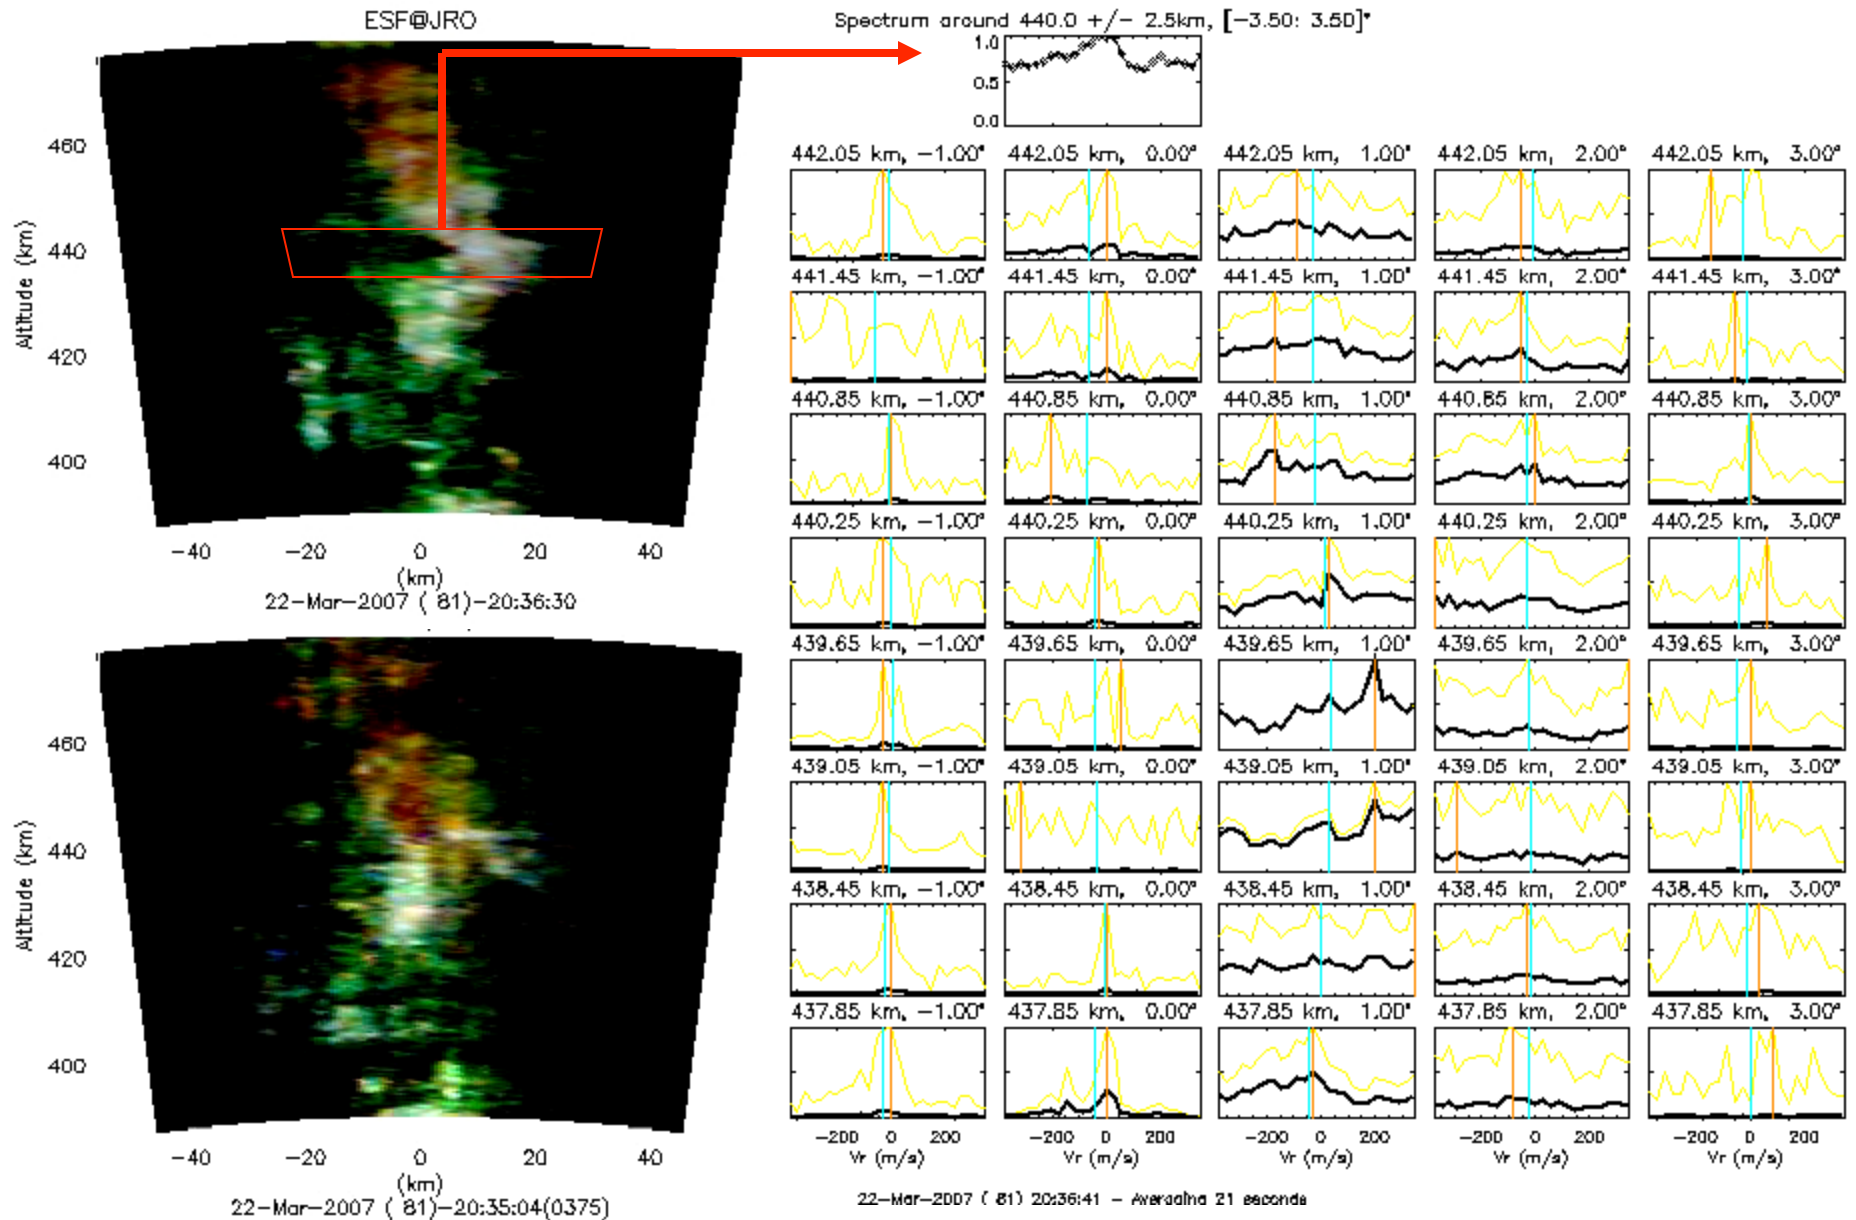 ESF@JRO
460
440
420
400
Altitude (km)
-40 -20 0 20 40
(km)
22-Mar-2007 ( 81)-20:36:30
460
440
420
400
Altitude (km)
-40 -20 0 20 40
(km)
22-Mar-2007 ( 81)-20:35:04(0375)
Spectrum around 440.0 +/- 2.5km, [-3.50: 3.50]°
1.0
0.5
0.0
442.05 km, -1.00° 442.05 km, 0.00° 442.05 km, 1.00° 442.05 km, 2.00° 442.05 km, 3.00°
441.45 km, -1.00° 441.45 km, 0.00° 441.45 km, 1.00° 441.45 km, 2.00° 441.45 km, 3.00°
440.85 km, -1.00° 440.85 km, 0.00° 440.85 km, 1.00° 440.85 km, 2.00° 440.85 km, 3.00°
440.25 km, -1.00° 440.25 km, 0.00° 440.25 km, 1.00° 440.25 km, 2.00° 440.25 km, 3.00°
439.65 km, -1.00° 439.65 km, 0.00° 439.65 km, 1.00° 439.65 km, 2.00° 439.65 km, 3.00°
439.05 km, -1.00° 439.05 km, 0.00° 439.05 km, 1.00° 439.05 km, 2.00° 439.05 km, 3.00°
438.45 km, -1.00° 438.45 km, 0.00° 438.45 km, 1.00° 438.45 km, 2.00° 438.45 km, 3.00°
437.85 km, -1.00° 437.85 km, 0.00° 437.85 km, 1.00° 437.85 km, 2.00° 437.85 km, 3.00°
-200 0 200 -200 0 200 -200 0 200 -200 0 200 -200 0 200
Vr (m/s) Vr (m/s) Vr (m/s) Vr (m/s) Vr (m/s)
22-Mar-2007 ( 81) 20:36:41 - Averaging 21 seconds